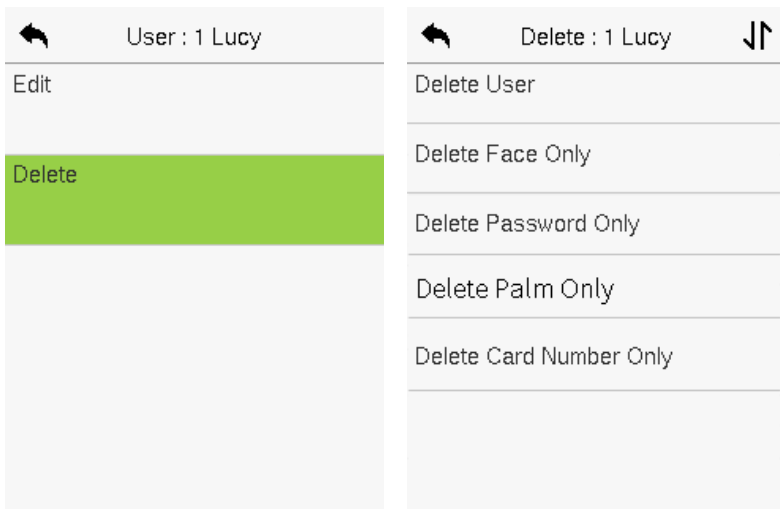 User : 1 Lucy
Edit
Delete
Delete : 1 Lucy
Delete User
Delete Face Only
Delete Password Only
Delete Palm Only
Delete Card Number Only